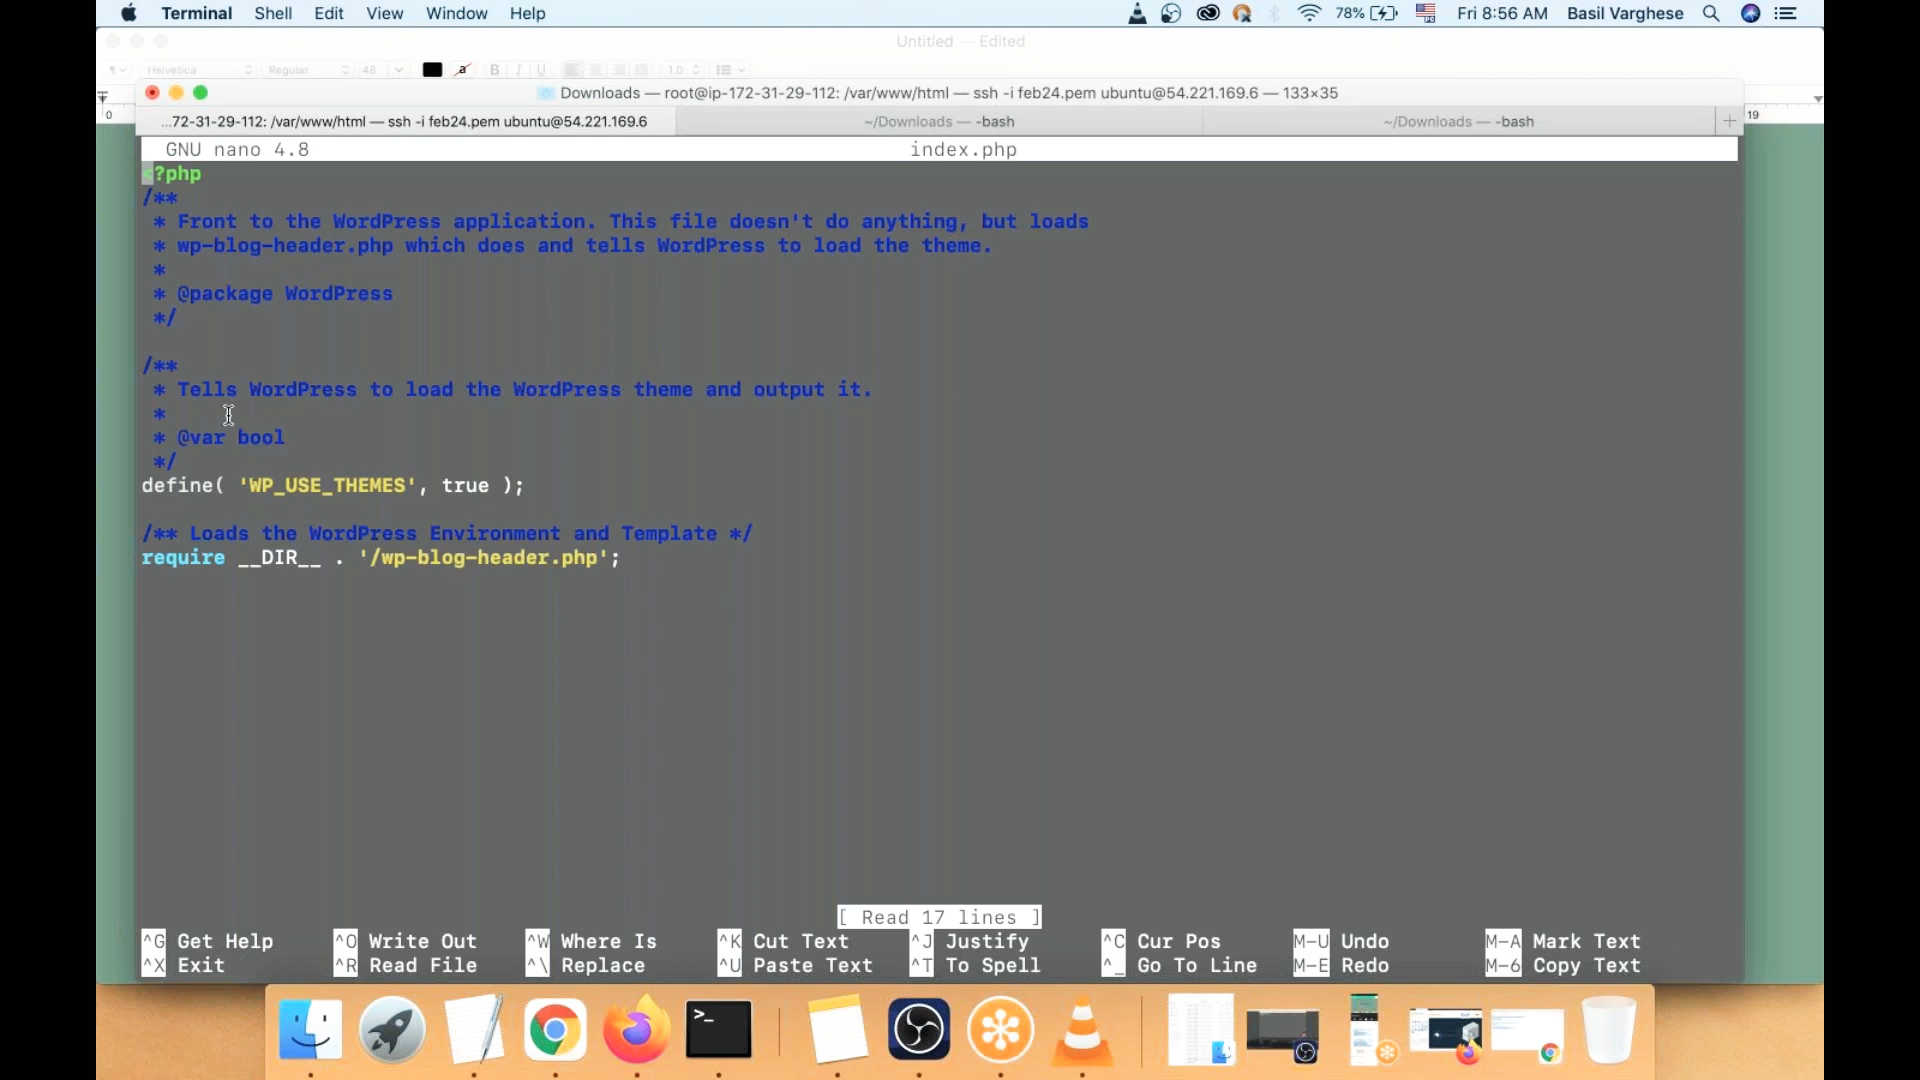 Terminal Shell Edit View Window Help 78% Fri 8:56 AM Basil Varghese
Untitled — Edited
Helvetica Regular 48 B I U 1.0
0 19
Downloads — root@ip-172-31-29-112: /var/www/html — ssh -i feb24.pem ubuntu@54.221.169.6 — 133×35
...72-31-29-112: /var/www/html — ssh -i feb24.pem ubuntu@54.221.169.6 ~/Downloads — -bash ~/Downloads — -bash +
GNU nano 4.8 index.php
<?php
/**
* Front to the WordPress application. This file doesn't do anything, but loads
* wp-blog-header.php which does and tells WordPress to load the theme.
*
* @package WordPress
*/
/**
* Tells WordPress to load the WordPress theme and output it.
*
* @var bool
*/
define( 'WP_USE_THEMES', true );
/** Loads the WordPress Environment and Template */
require __DIR__ . '/wp-blog-header.php';
[ Read 17 lines ]
^G Get Help ^O Write Out ^W Where Is ^K Cut Text ^J Justify ^C Cur Pos M-U Undo M-A Mark Text
^X Exit ^R Read File ^\ Replace ^U Paste Text ^T To Spell ^_ Go To Line M-E Redo M-6 Copy Text
>_